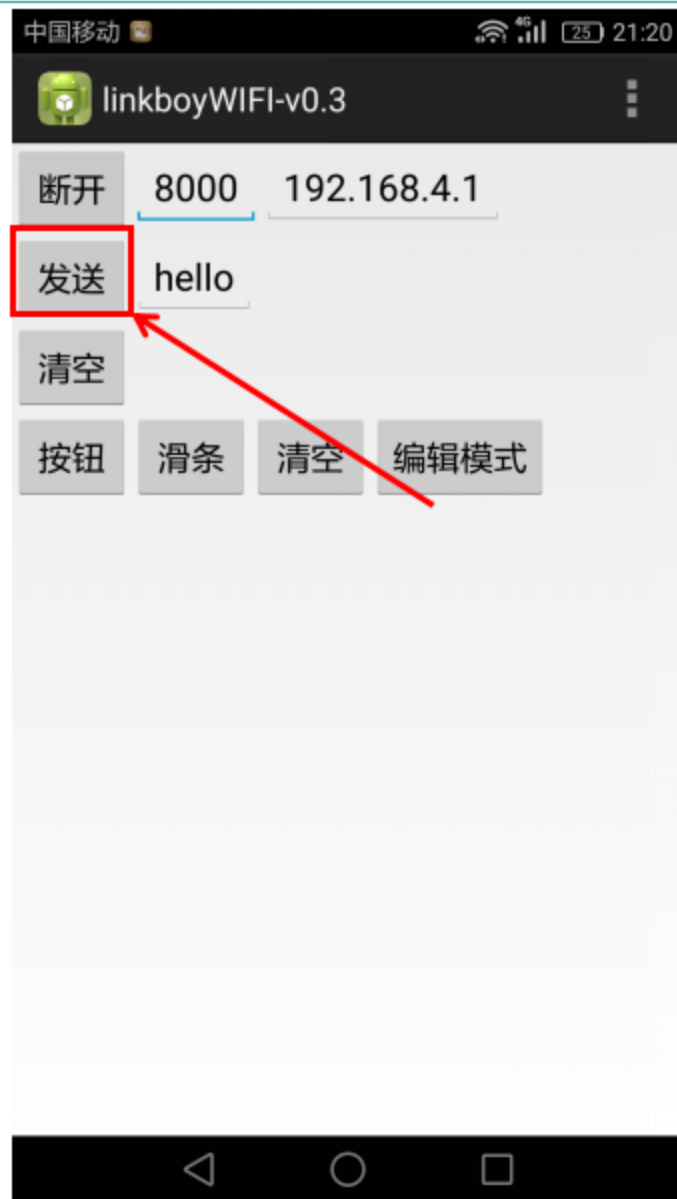 中国移动 4G 25 21:20
linkboyWIFI-v0.3
断开 8000 192.168.4.1
发送 hello
清空
按钮 滑条 清空 编辑模式